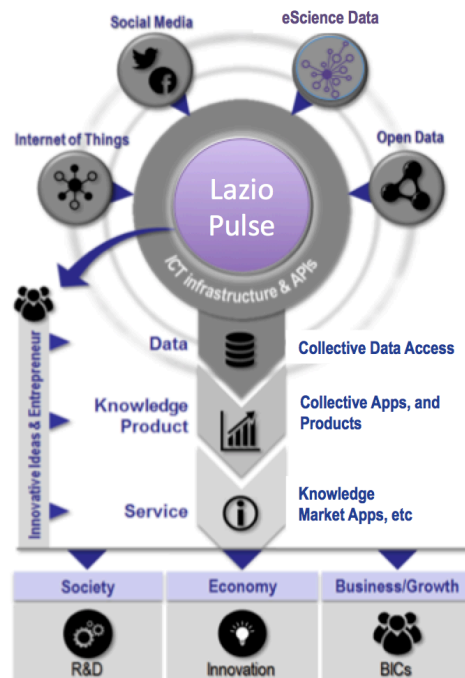 Social Media
eScience Data
Internet of Things
Open Data
Lazio
Pulse
ICT infrastructure & APIs
Innovative Ideas & Entrepreneur
Data
Collective Data Access
Knowledge
Product
Collective Apps, and
Products
Service
Knowledge
Market Apps, etc
Society
Economy
Business/Growth
R&D
Innovation
BICs